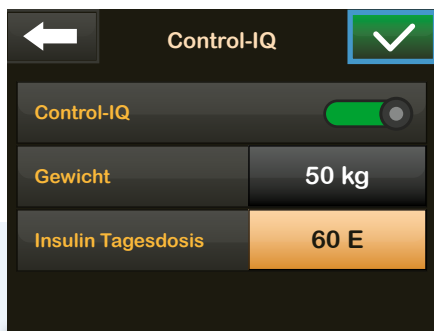 Control-IQ
Control-IQ
Gewicht 50 kg
Insulin Tagesdosis 60 E